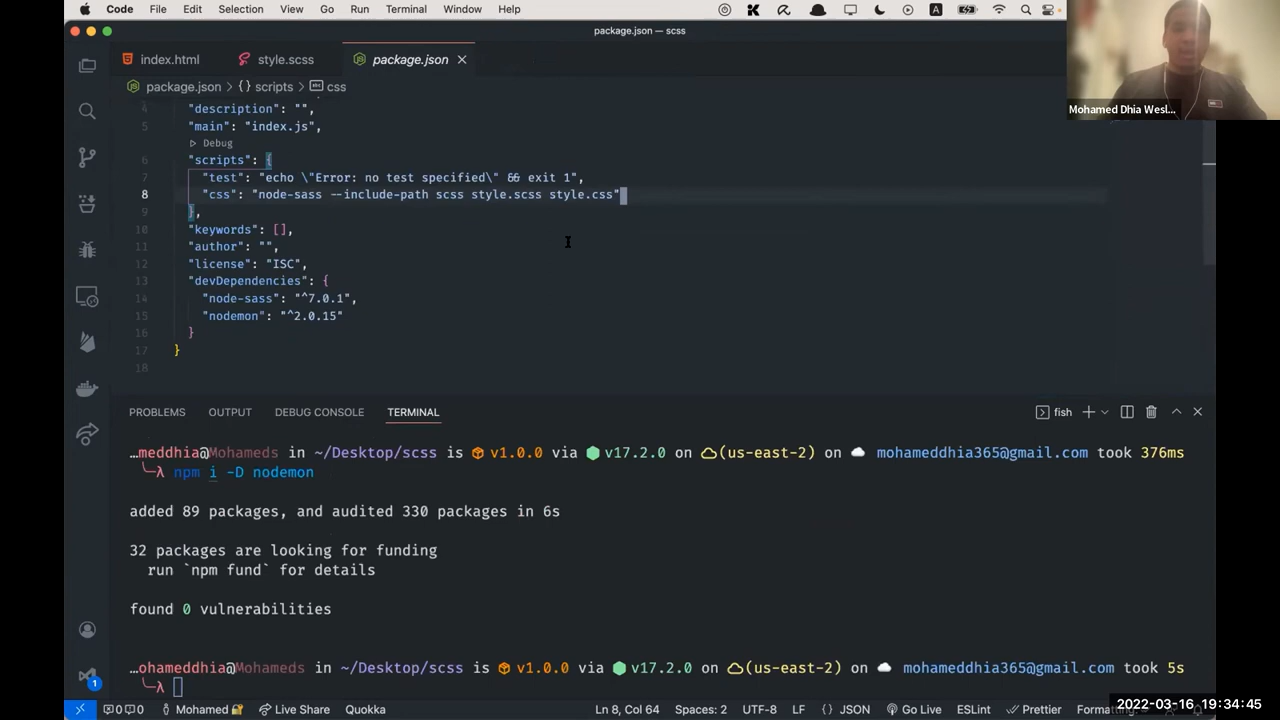 Code File Edit Selection View Go Run Terminal Window Help A
package.json — scss
index.html style.scss package.json
package.json > {} scripts > css
4 "description": "",
5 "main": "index.js",
Debug
6 "scripts": {
7 "test": "echo \"Error: no test specified\" && exit 1",
8 "css": "node-sass --include-path scss style.scss style.css"
9 },
10 "keywords": [],
11 "author": "",
12 "license": "ISC",
13 "devDependencies": {
14 "node-sass": "^7.0.1",
15 "nodemon": "^2.0.15"
16 }
17 }
18
Mohamed Dhia Wesl...
PROBLEMS OUTPUT DEBUG CONSOLE TERMINAL fish
…meddhia@Mohameds in ~/Desktop/scss is v1.0.0 via v17.2.0 on (us-east-2) on mohameddhia365@gmail.com took 376ms
λ npm i -D nodemon
added 89 packages, and audited 330 packages in 6s
32 packages are looking for funding
run `npm fund` for details
found 0 vulnerabilities
…ohameddhia@Mohameds in ~/Desktop/scss is v1.0.0 via v17.2.0 on (us-east-2) on mohameddhia365@gmail.com took 5s
λ
1
0 0 Mohamed Live Share Quokka Ln 8, Col 64 Spaces: 2 UTF-8 LF {} JSON Go Live ESLint Prettier
2022-03-16 19:34:45